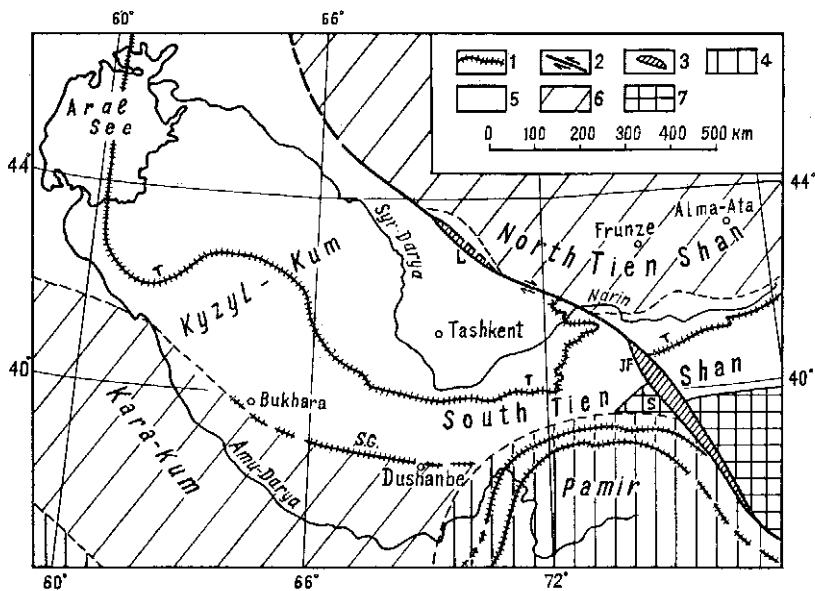 60°
66°
1
2
3
4
5
6
7
0 100 200 300 400 500 км
Aral
See
44°
44°
Syr-Darya
L
North
Tien Shan
Frunze
Alma-Ata
Narin
T
Kyzyl-Kum
Tashkent
T
JF
Shan
40°
40°
T
South Tien
S
Bukhara
Kara-Kum
S.G.
Amu-Darya
Dushanbe
Pamir
60°
66°
72°